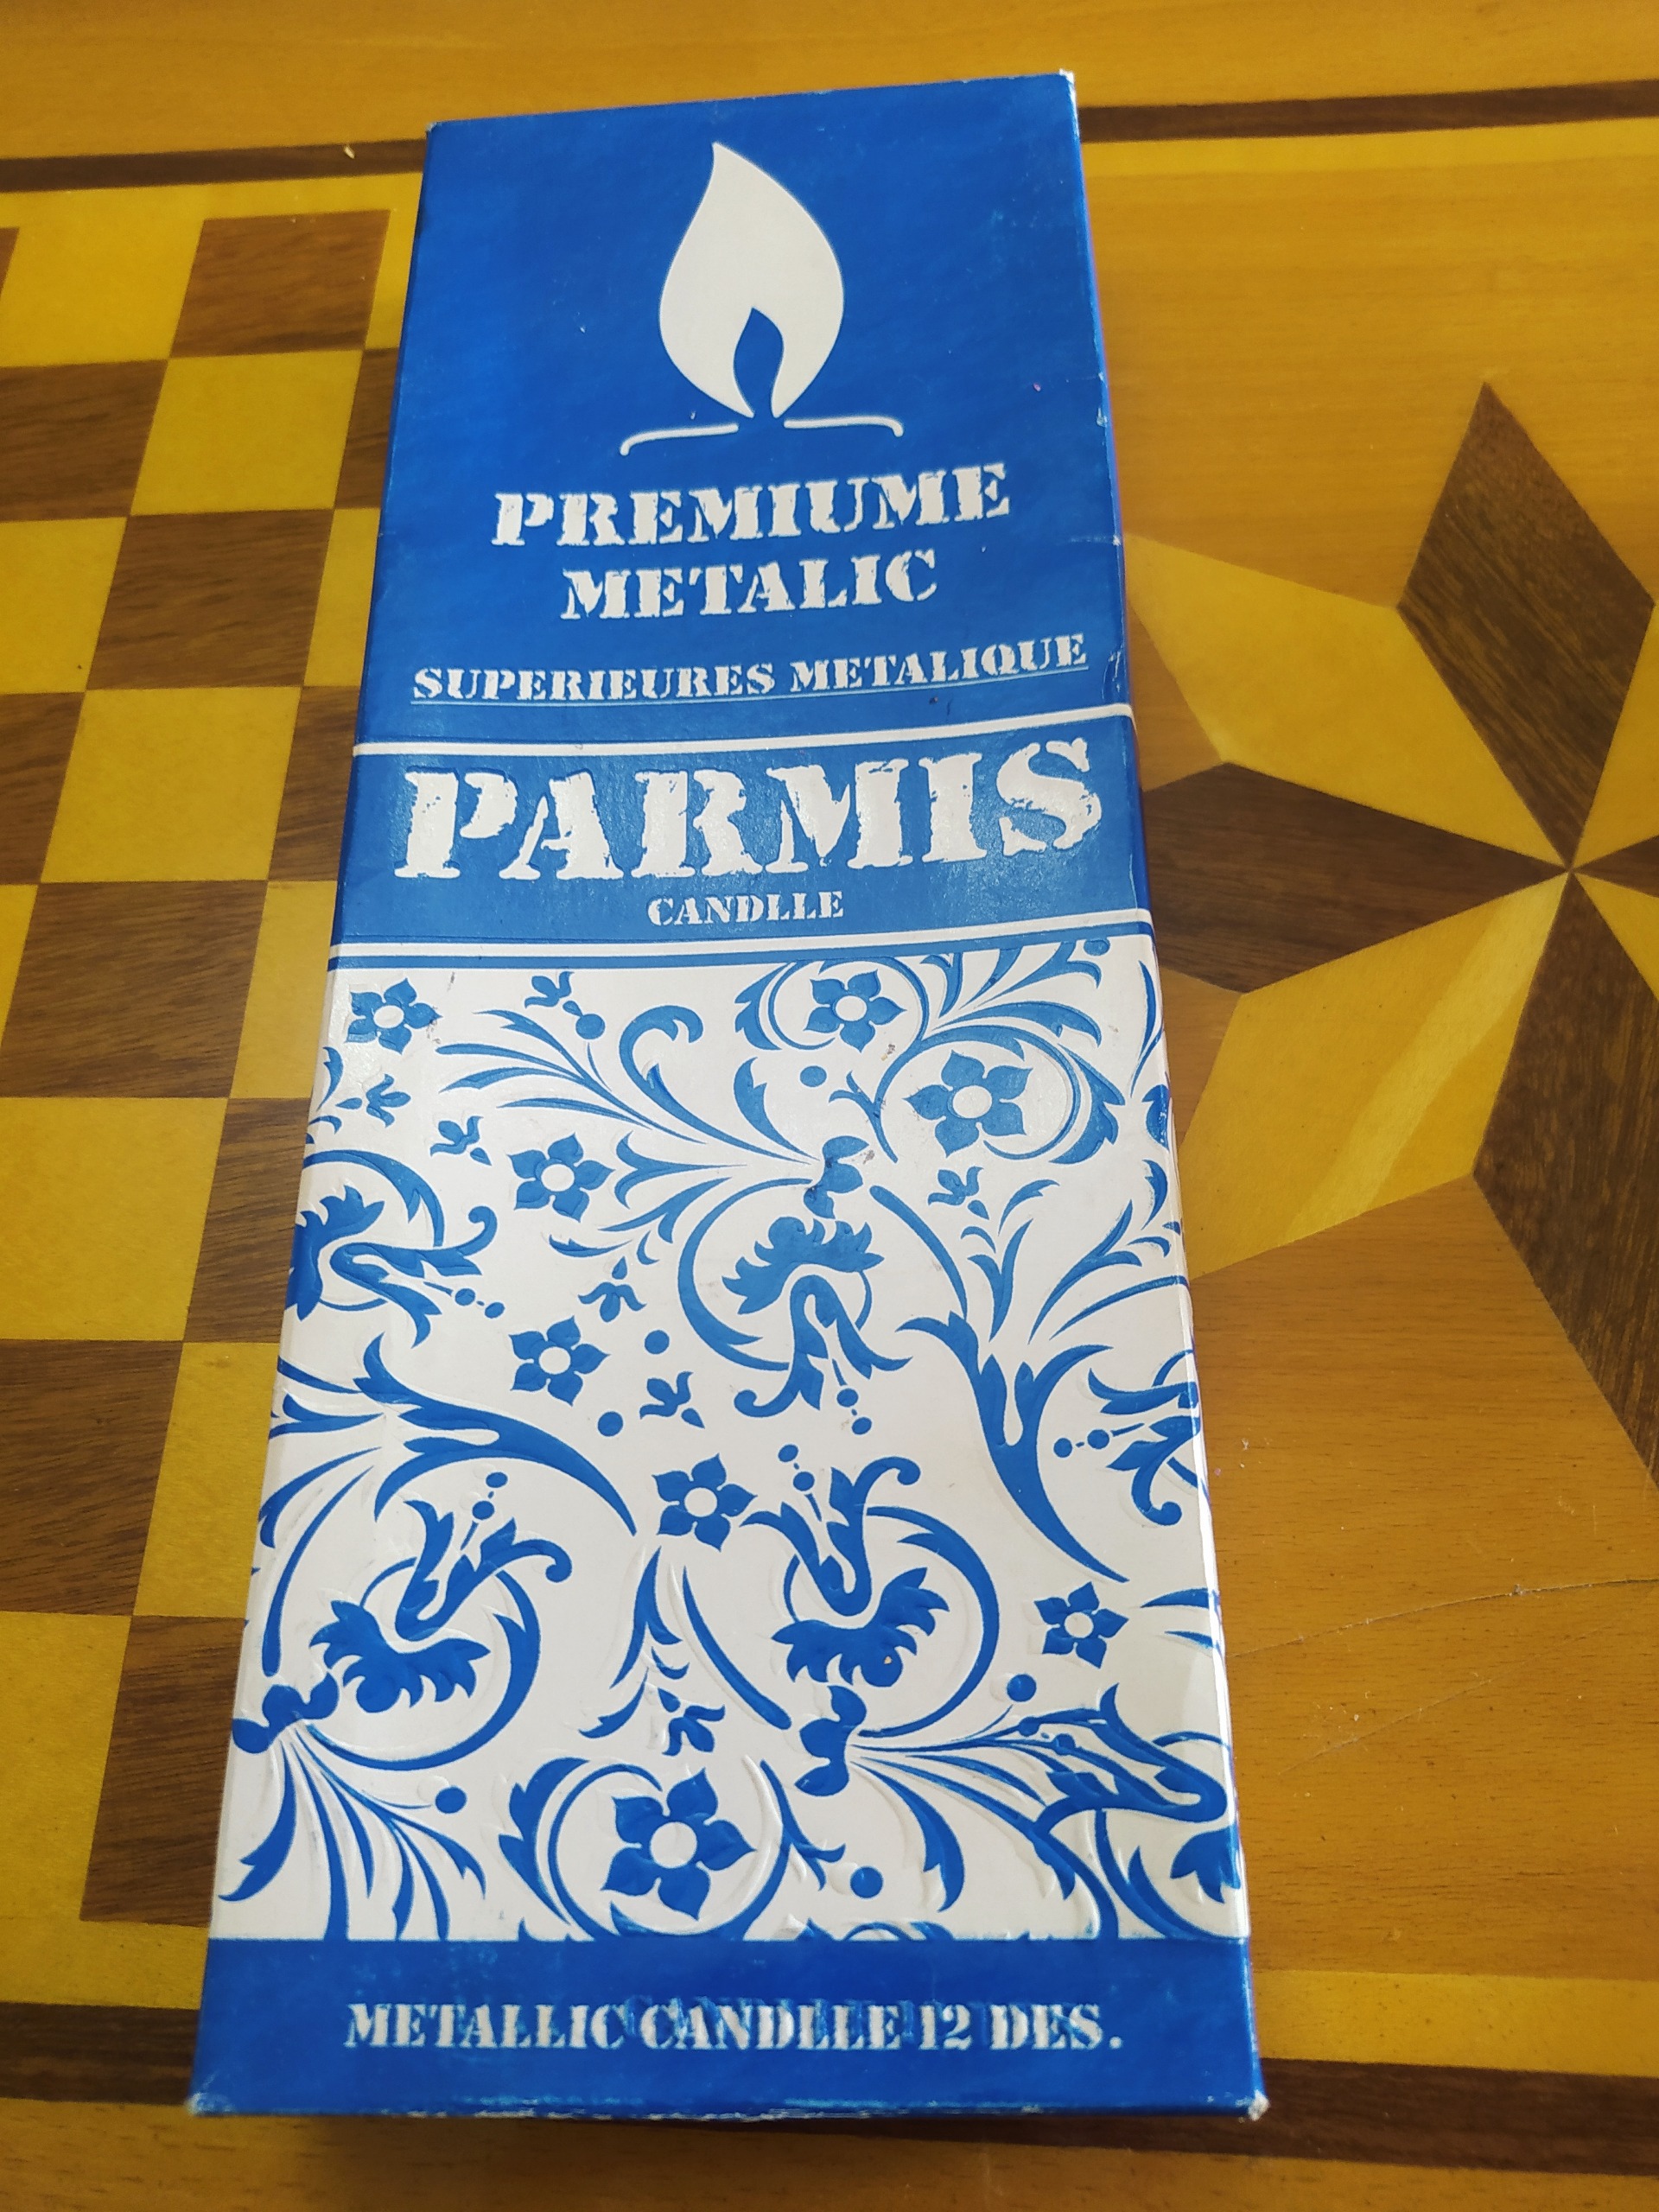 PREMIUME
METALIC
SUPERIEURES METALIQUE
PARMIS
CANDLLE
METALLIC CANDLLE 12 DES.